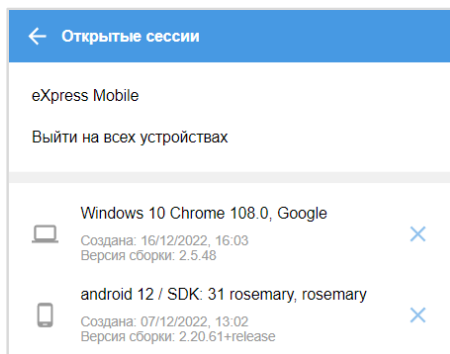 Открытые сессии
eXpress Mobile
Выйти на всех устройствах
Windows 10 Chrome 108.0, Google
Создана: 16/12/2022, 16:03
Версия сборки: 2.5.48
android 12 / SDK: 31 rosemary, rosemary
Создана: 07/12/2022, 13:02
Версия сборки: 2.20.61+release